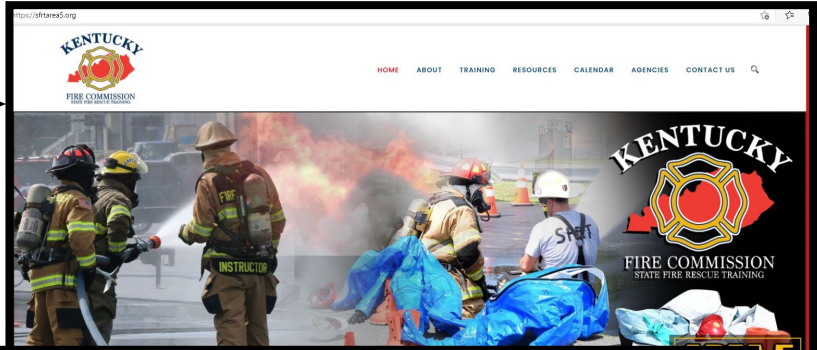 https://sfrtarea5.org
KENTUCKY
FIRE COMMISSION
STATE FIRE RESCUE TRAINING
HOME ABOUT TRAINING RESOURCES CALENDAR AGENCIES CONTACT US
FIRE
INSTRUCTOR
KENTUCKY
FIRE COMMISSION
STATE FIRE RESCUE TRAINING